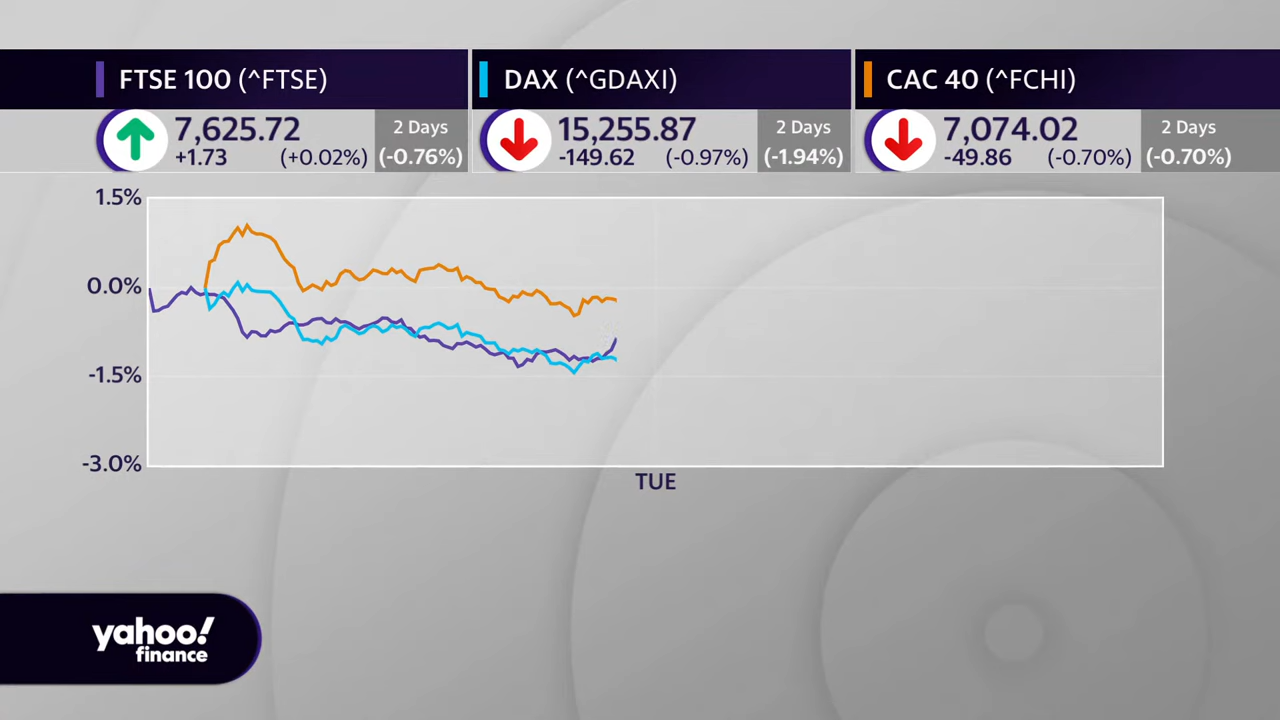 FTSE 100 (^FTSE)
7,625.72
+1.73 (+0.02%)
2 Days
(-0.76%)
DAX (^GDAXI)
15,255.87
-149.62 (-0.97%)
2 Days
(-1.94%)
CAC 40 (^FCHI)
7,074.02
-49.86 (-0.70%)
2 Days
(-0.70%)
1.5%
0.0%
-1.5%
-3.0%
TUE
yahoo!
finance